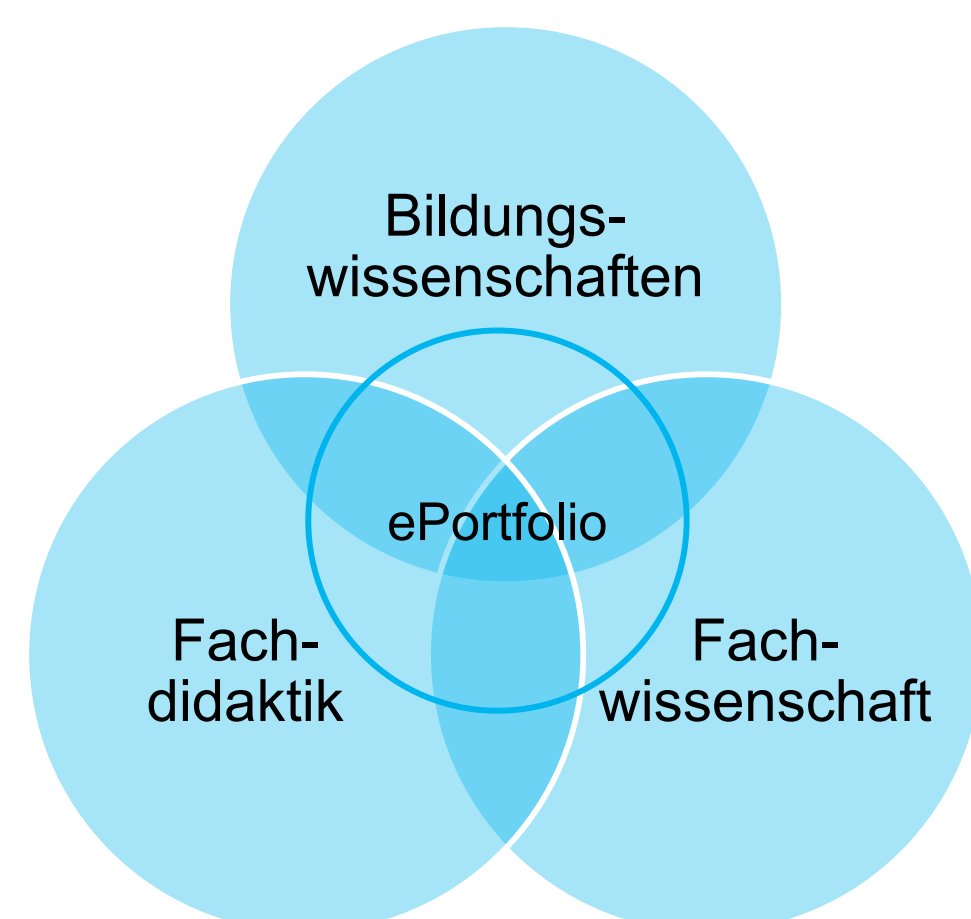 Bildungs-
wissenschaften
ePortfolio
Fach-
didaktik
Fach-
wissenschaft